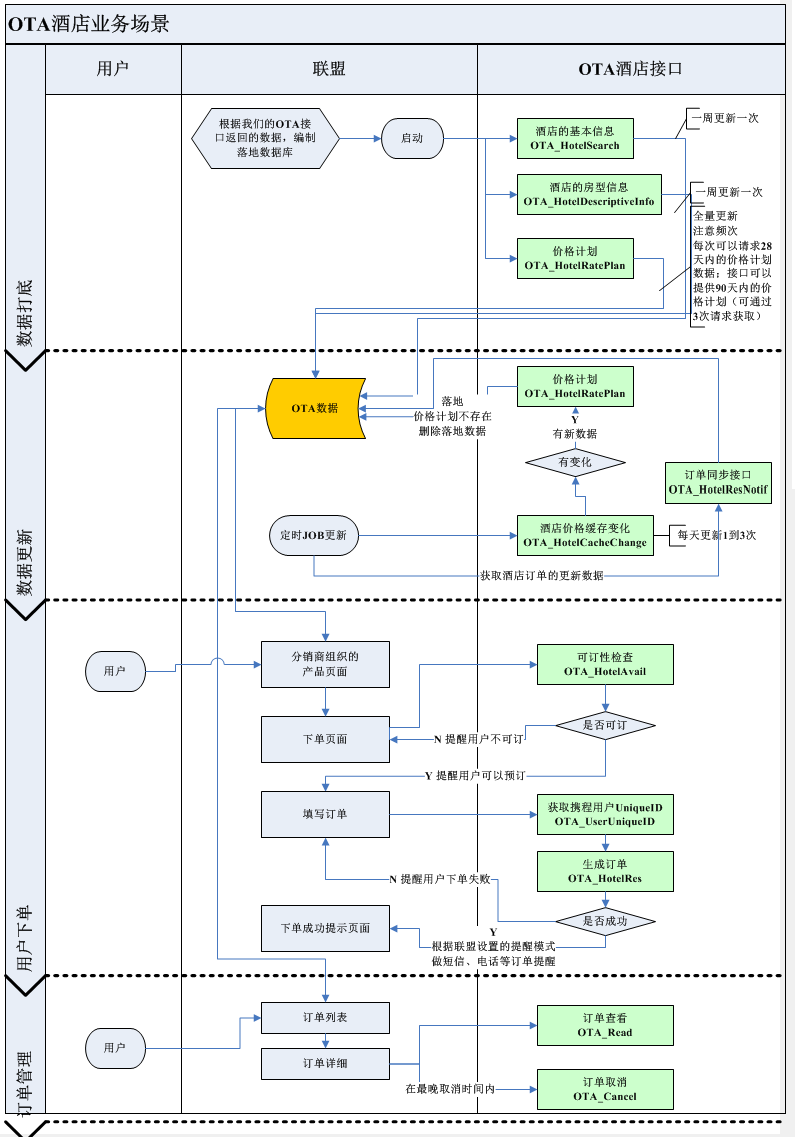 OTA酒店业务场景
用户
联盟
OTA酒店接口
数据打底
根据我们的OTA接
口返回的数据，编制
落地数据库
启动
酒店的基本信息
OTA_HotelSearch
一周更新一次
酒店的房型信息
OTA_HotelDescriptiveInfo
一周更新一次
价格计划
OTA_HotelRatePlan
全量更新
注意频次
每次可以请求28
天内的价格计划
数据；接口可以
提供90天内的价
格计划（可通过
3次请求获取）
数据更新
OTA数据
落地
价格计划不存在
删除落地数据
价格计划
OTA_HotelRatePlan
Y
有新数据
有变化
订单同步接口
OTA_HotelResNotif
定时JOB更新
酒店价格缓存变化
OTA_HotelCacheChange
每天更新1到3次
获取酒店订单的更新数据
用户下单
用户
分销商组织的
产品页面
可订性检查
OTA_HotelAvail
下单页面
是否可订
N 提醒用户不可订
Y 提醒用户可以预订
填写订单
获取携程用户UniqueID
OTA_UserUniqueID
生成订单
OTA_HotelRes
N 提醒用户下单失败
是否成功
下单成功提示页面
Y
根据联盟设置的提醒模式
做短信、电话等订单提醒
订单管理
用户
订单列表
订单详细
订单查看
OTA_Read
在最晚取消时间内
订单取消
OTA_Cancel